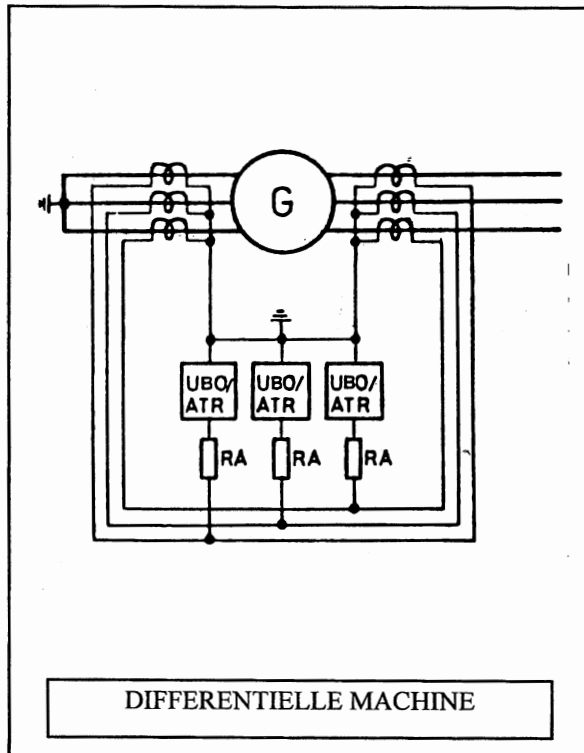 G
UBO/ UBO/ UBO/
ATR ATR ATR
RA RA RA
DIFFERENTIELLE MACHINE